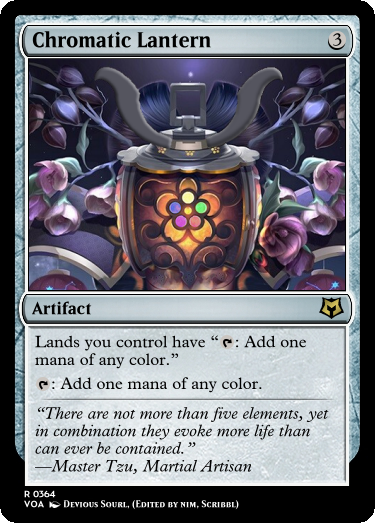 Chromatic Lantern 3
Artifact
Lands you control have “: Add one
mana of any color.”
: Add one mana of any color.
“There are not more than five elements, yet
in combination they evoke more life than
can ever be contained.”
—Master Tzu, Martial Artisan
R 0364
VOA Devious Sourl, (Edited by nim, Scribbl)